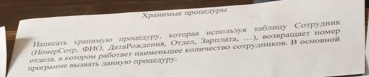 Хранимые процедуры
Написать хранимую процедуру, которая используя таблицу Сотрудник
(НомерСотр, ФИО, ДатаРождения, Отдел, Зарплата, ...), возвращает номер
отдела, в котором работает наименьшее количество сотрудников. В основной
программе вызвать данную процедуру.